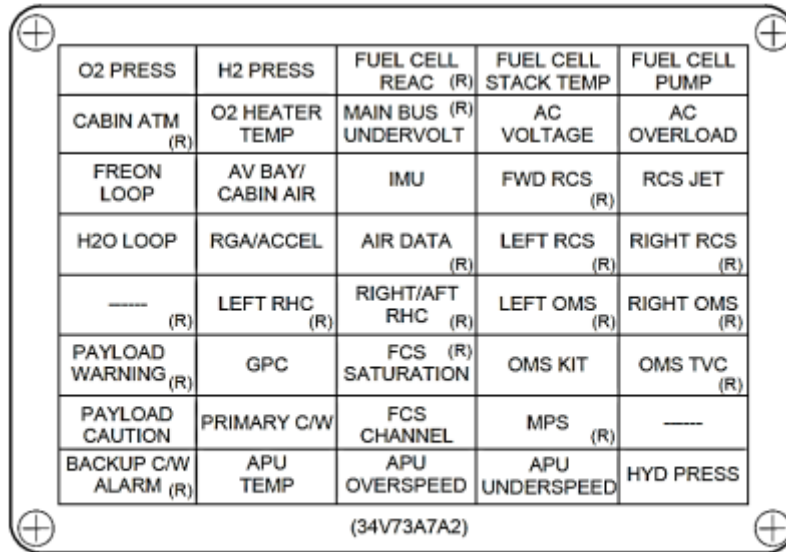 O2 PRESS
H2 PRESS
FUEL CELL
REAC (R)
FUEL CELL
STACK TEMP
FUEL CELL
PUMP
CABIN ATM
(R)
O2 HEATER
TEMP
MAIN BUS (R)
UNDERVOLT
AC
VOLTAGE
AC
OVERLOAD
FREON
LOOP
AV BAY/
CABIN AIR
IMU
FWD RCS
(R)
RCS JET
H2O LOOP
RGA/ACCEL
AIR DATA
(R)
LEFT RCS
(R)
RIGHT RCS
(R)
------
(R)
LEFT RHC
(R)
RIGHT/AFT
RHC (R)
LEFT OMS
(R)
RIGHT OMS
(R)
PAYLOAD
WARNING (R)
GPC
FCS (R)
SATURATION
OMS KIT
OMS TVC
(R)
PAYLOAD
CAUTION
PRIMARY C/W
FCS
CHANNEL
MPS
(R)
------
BACKUP C/W
ALARM (R)
APU
TEMP
APU
OVERSPEED
APU
UNDERSPEED
HYD PRESS
(34V73A7A2)